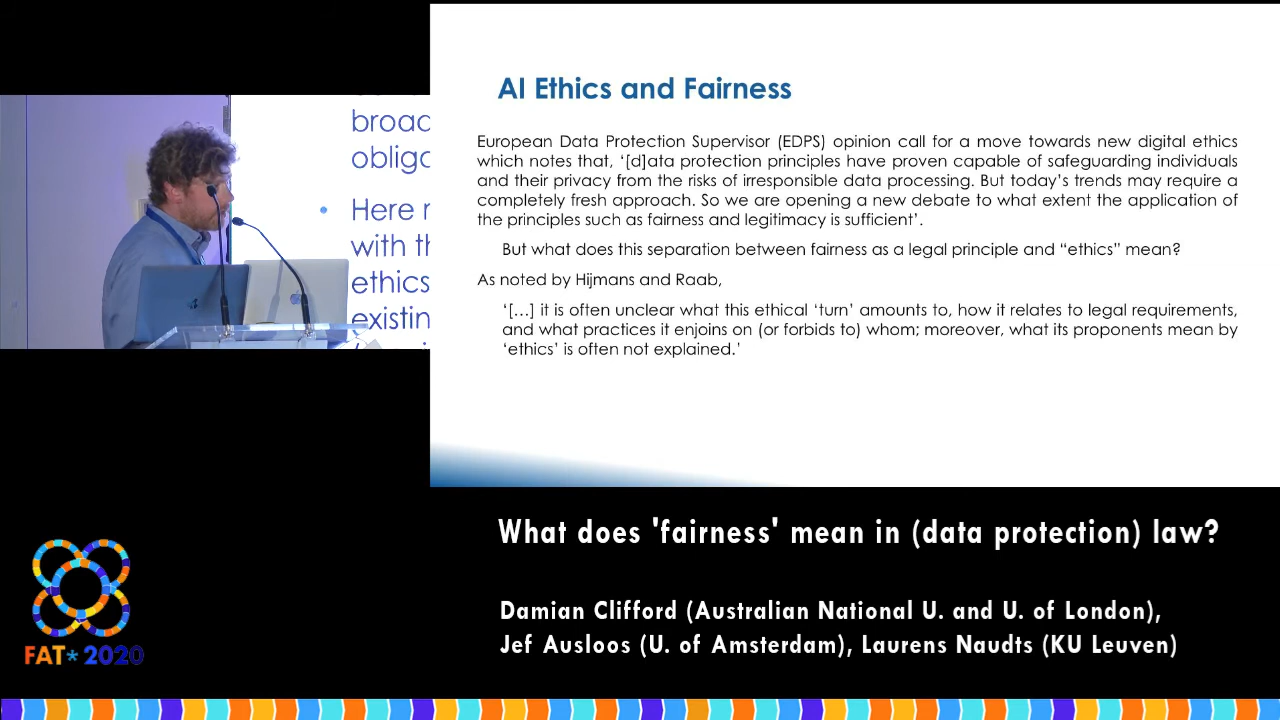 AI Ethics and Fairness
European Data Protection Supervisor (EDPS) opinion call for a move towards new digital ethics
which notes that, ‘[d]ata protection principles have proven capable of safeguarding individuals
and their privacy from the risks of irresponsible data processing. But today’s trends may require a
completely fresh approach. So we are opening a new debate to what extent the application of
the principles such as fairness and legitimacy is sufficient’.
But what does this separation between fairness as a legal principle and “ethics” mean?
As noted by Hijmans and Raab,
‘[…] it is often unclear what this ethical ‘turn’ amounts to, how it relates to legal requirements,
and what practices it enjoins on (or forbids to) whom; moreover, what its proponents mean by
‘ethics’ is often not explained.’
broad
obliga
• Here
with th
ethics
existin
What does 'fairness' mean in (data protection) law?
Damian Clifford (Australian National U. and U. of London),
Jef Ausloos (U. of Amsterdam), Laurens Naudts (KU Leuven)
FAT* 2020